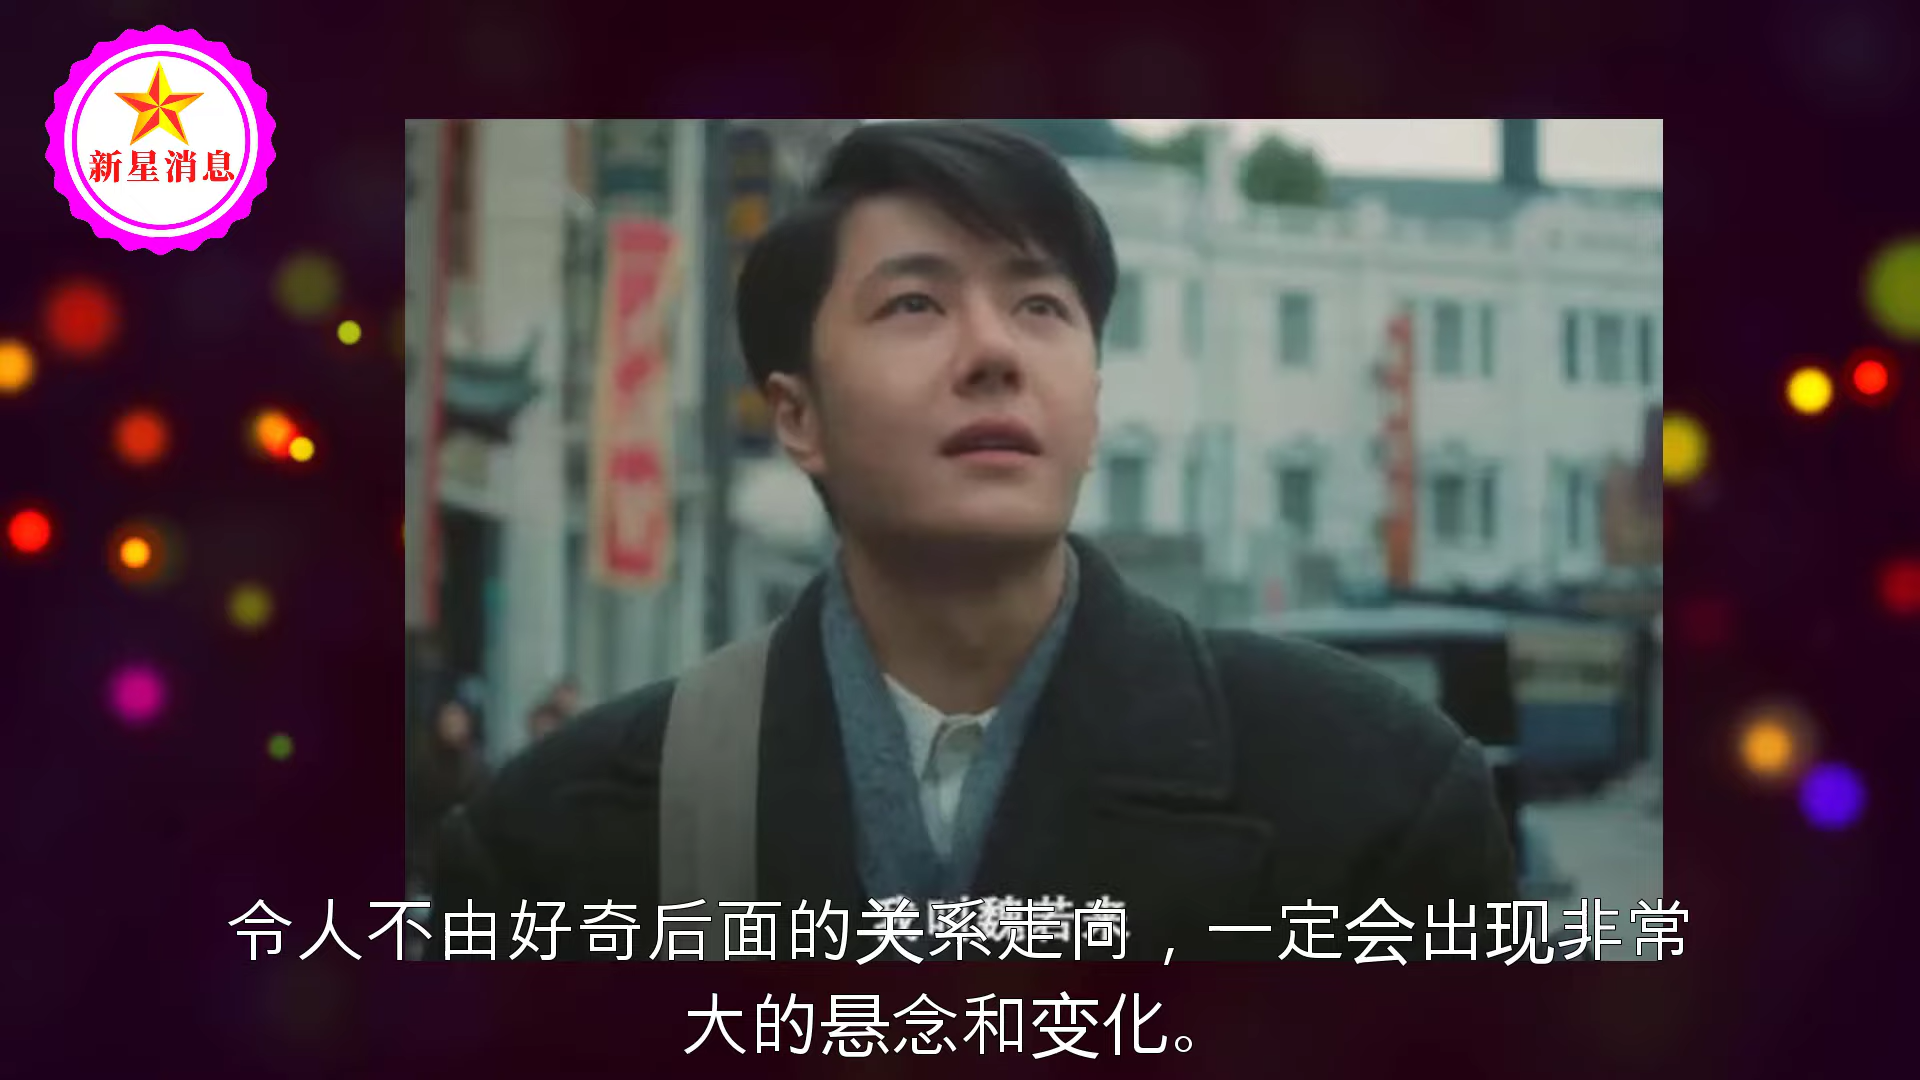 新星消息
令人不由好奇后面的关系走向，一定会出现非常
大的悬念和变化。